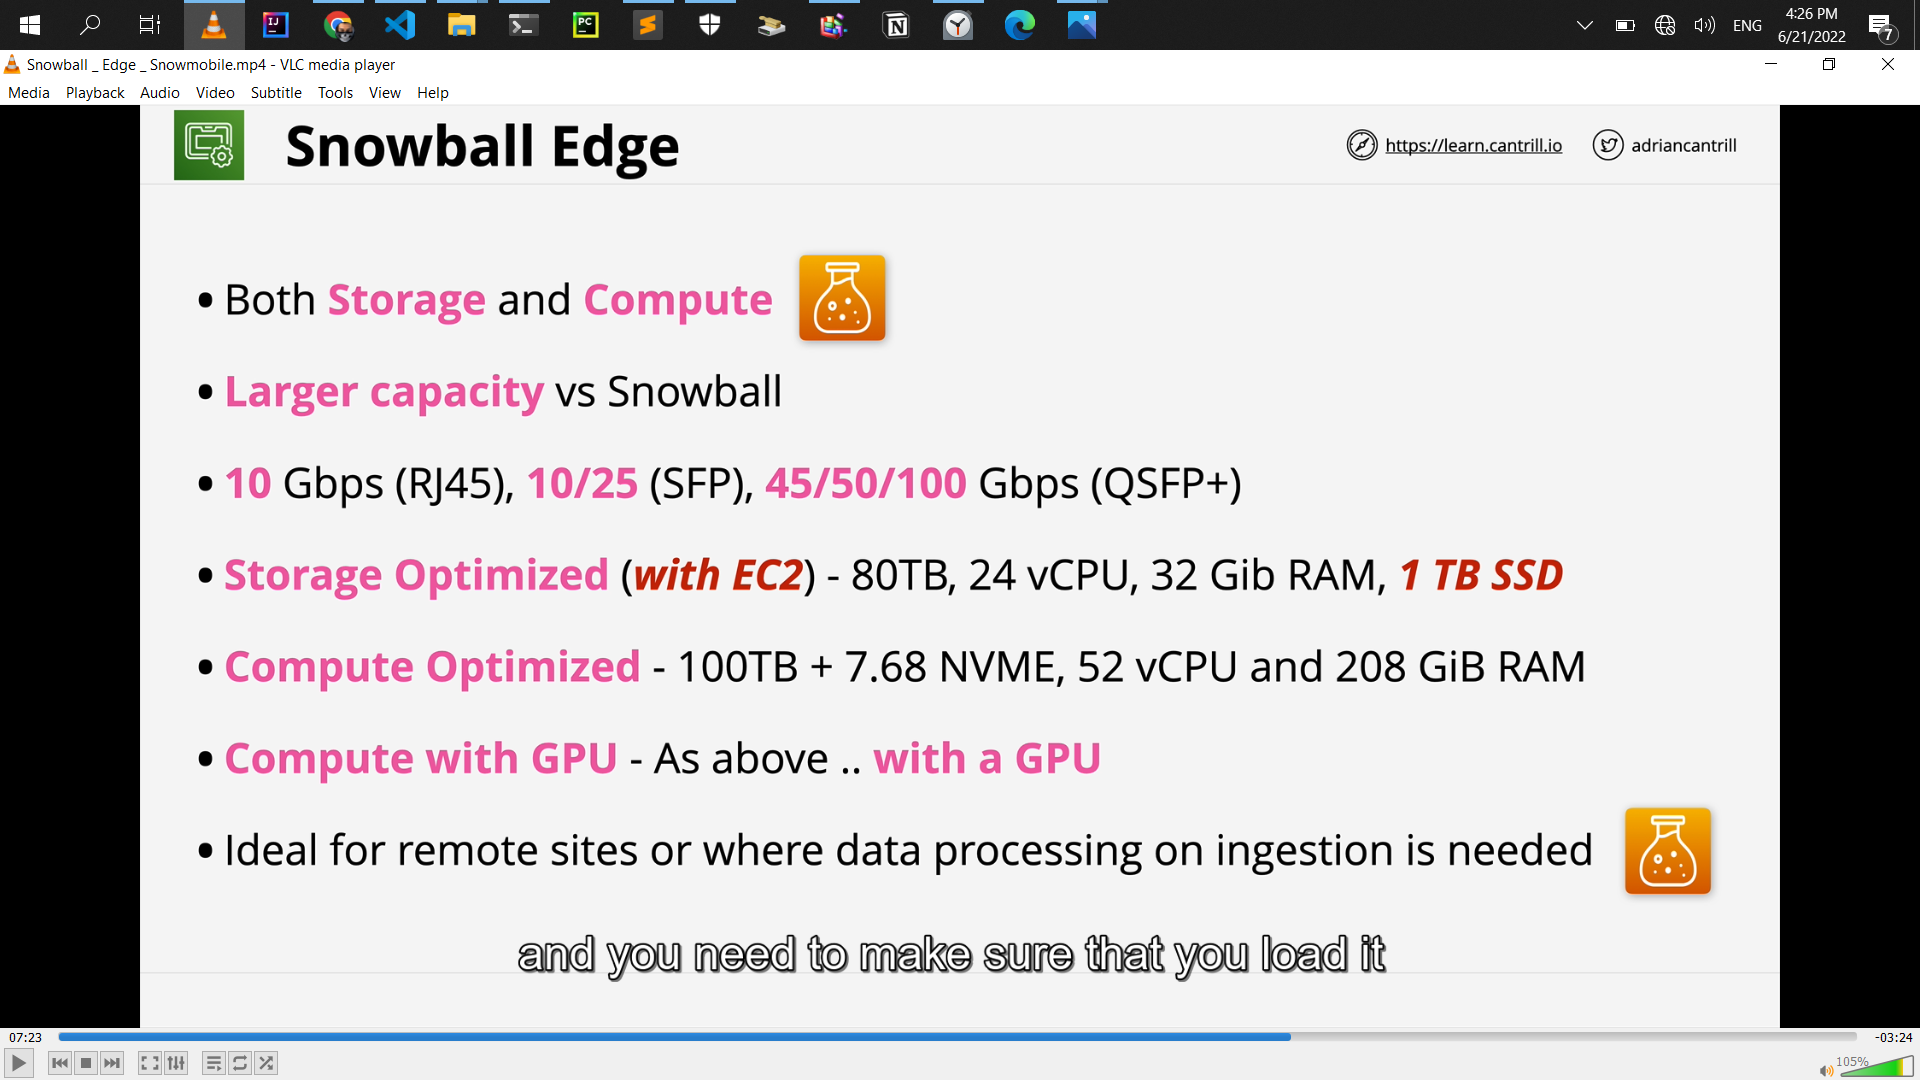 4:26 PM
ENG
6/21/2022
7
Snowball _ Edge _ Snowmobile.mp4 - VLC media player
Media Playback Audio Video Subtitle Tools View Help
Snowball Edge
https://learn.cantrill.io
adriancantrill
• Both Storage and Compute
• Larger capacity vs Snowball
• 10 Gbps (RJ45), 10/25 (SFP), 45/50/100 Gbps (QSFP+)
• Storage Optimized (with EC2) - 80TB, 24 vCPU, 32 Gib RAM, 1 TB SSD
• Compute Optimized - 100TB + 7.68 NVME, 52 vCPU and 208 GiB RAM
• Compute with GPU - As above .. with a GPU
• Ideal for remote sites or where data processing on ingestion is needed
and you need to make sure that you load it
07:23
-03:24
105%